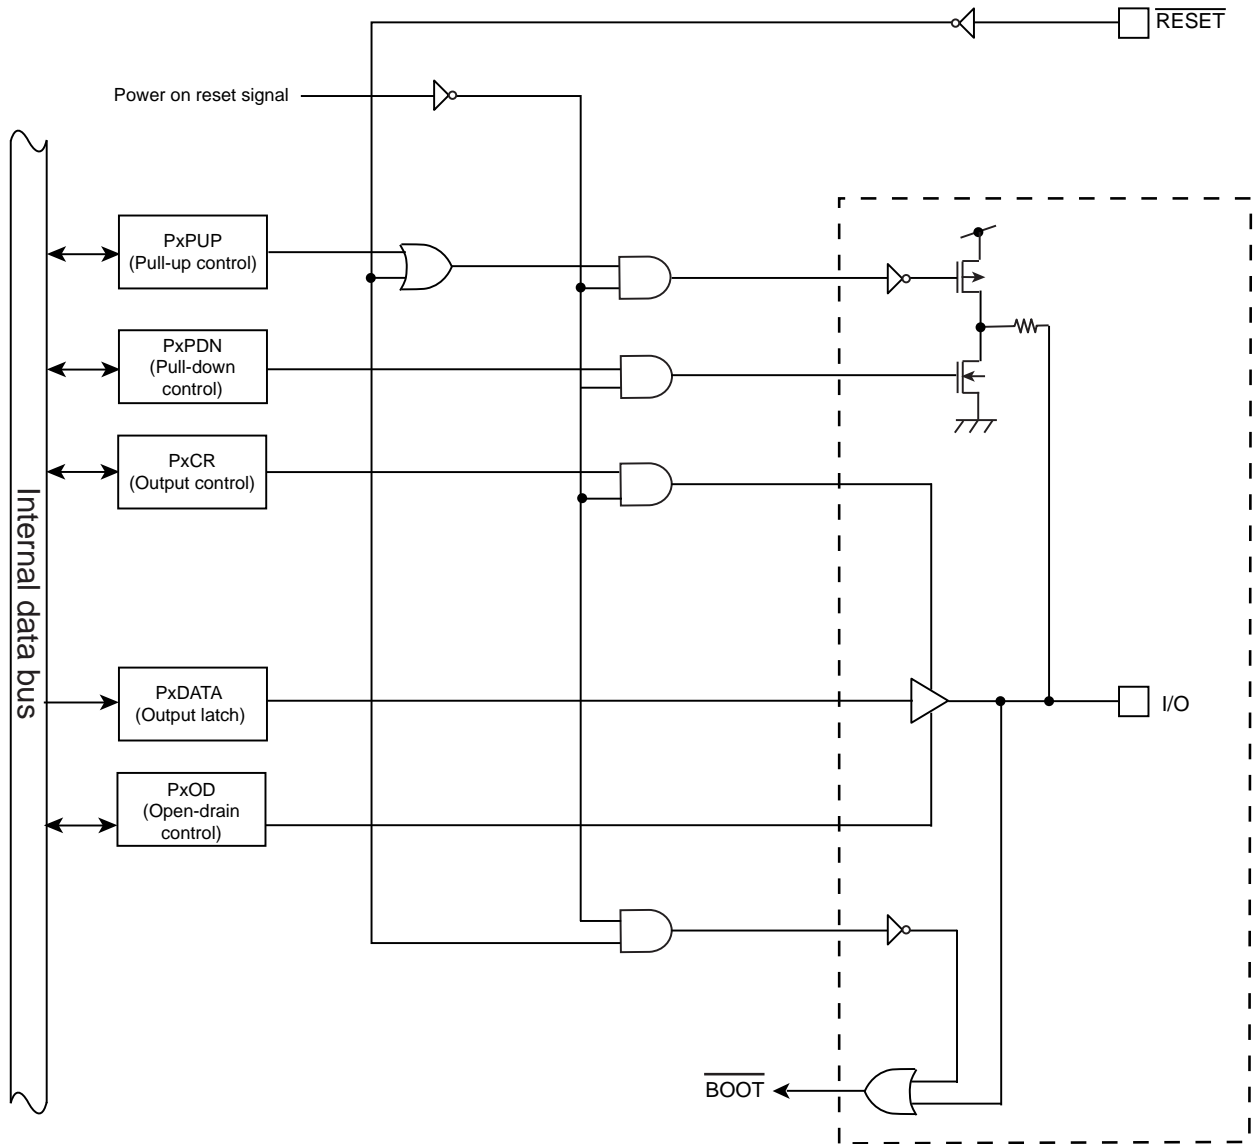 RESET
Power on reset signal
PxPUP
(Pull-up control)
PxPDN
(Pull-down
control)
PxCR
(Output control)
Internal data bus
PxDATA
(Output latch)
I/O
PxOD
(Open-drain
control)
BOOT